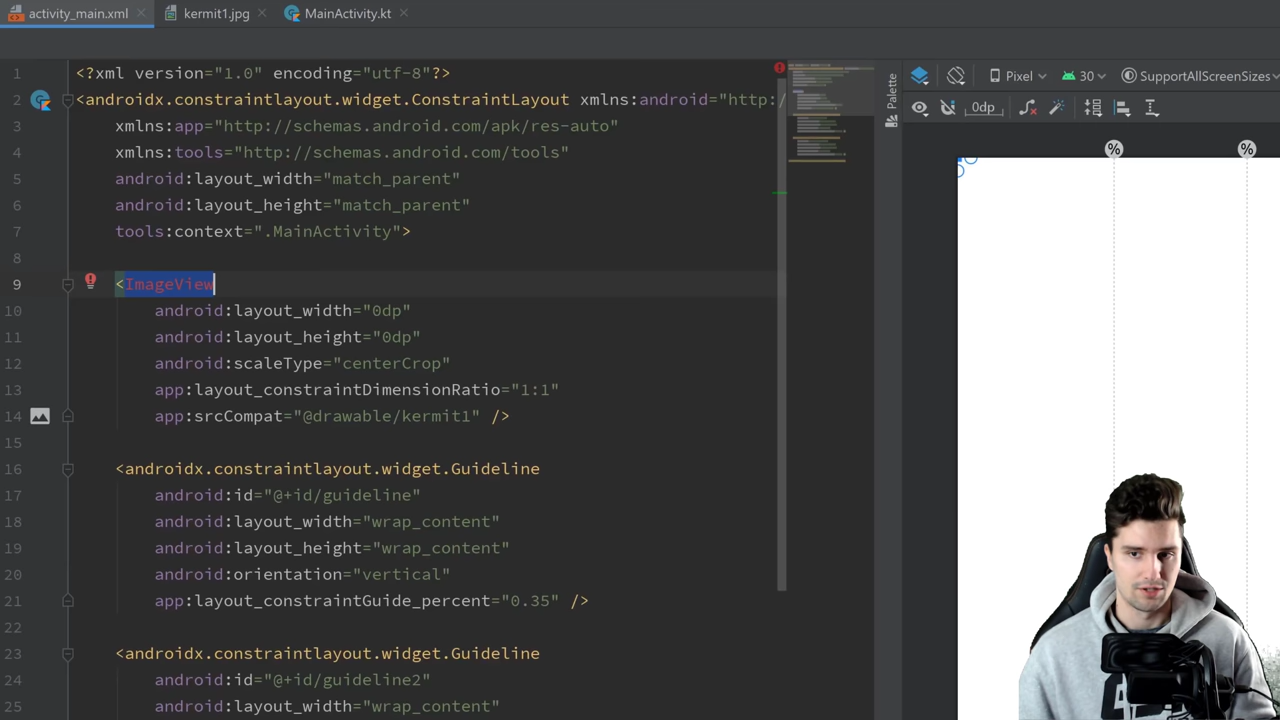 activity_main.xml
kermit1.jpg
MainActivity.kt
1 <?xml version="1.0" encoding="utf-8"?>
2 <androidx.constraintlayout.widget.ConstraintLayout xmlns:android="http:/
3 xmlns:app="http://schemas.android.com/apk/res-auto"
4 xmlns:tools="http://schemas.android.com/tools"
5 android:layout_width="match_parent"
6 android:layout_height="match_parent"
7 tools:context=".MainActivity">
8
9 <ImageView
10 android:layout_width="0dp"
11 android:layout_height="0dp"
12 android:scaleType="centerCrop"
13 app:layout_constraintDimensionRatio="1:1"
14 app:srcCompat="@drawable/kermit1" />
15
16 <androidx.constraintlayout.widget.Guideline
17 android:id="@+id/guideline"
18 android:layout_width="wrap_content"
19 android:layout_height="wrap_content"
20 android:orientation="vertical"
21 app:layout_constraintGuide_percent="0.35" />
22
23 <androidx.constraintlayout.widget.Guideline
24 android:id="@+id/guideline2"
25 android:layout_width="wrap_content"
Palette
Pixel 30 SupportAllScreenSizes
0dp
% %